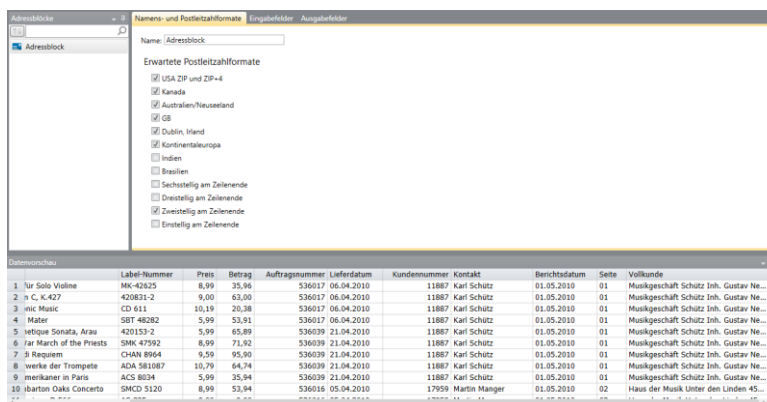 Adressblöcke
Namens- und Postleitzahlformate Eingabefelder Ausgabefelder
Adressblock
Name: Adressblock
Erwartete Postleitzahlformate
USA ZIP und ZIP+4
Kanada
Australien/Neuseeland
GB
Dublin, Irland
Kontinentaleuropa
Indien
Brasilien
Sechsstellig am Zeilenende
Dreistellig am Zeilenende
Zweistellig am Zeilenende
Einstellig am Zeilenende
Datenvorschau
Label-Nummer Preis Betrag Auftragsnummer Lieferdatum Kundennummer Kontakt Berichtsdatum Seite Vollkunde
1 für Solo Violine MK-42625 8,99 35,96 536017 06.04.2010 11887 Karl Schütz 01.05.2010 01 Musikgeschäft Schütz Inh. Gustav Ne...
2 n C, K.427 420831-2 9,00 63,00 536017 06.04.2010 11887 Karl Schütz 01.05.2010 01 Musikgeschäft Schütz Inh. Gustav Ne...
3 nic Music CD 611 10,19 20,38 536017 06.04.2010 11887 Karl Schütz 01.05.2010 01 Musikgeschäft Schütz Inh. Gustav Ne...
4 Mater SBT 48282 5,99 53,91 536017 06.04.2010 11887 Karl Schütz 01.05.2010 01 Musikgeschäft Schütz Inh. Gustav Ne...
5 netique Sonata, Arau 420153-2 5,99 65,89 536039 21.04.2010 11887 Karl Schütz 01.05.2010 01 Musikgeschäft Schütz Inh. Gustav Ne...
6 War March of the Priests SMK 47592 8,99 71,92 536039 21.04.2010 11887 Karl Schütz 01.05.2010 01 Musikgeschäft Schütz Inh. Gustav Ne...
7 di Requiem CHAN 8964 9,59 95,90 536039 21.04.2010 11887 Karl Schütz 01.05.2010 01 Musikgeschäft Schütz Inh. Gustav Ne...
8 werke der Trompete ADA 581087 10,79 64,74 536039 21.04.2010 11887 Karl Schütz 01.05.2010 01 Musikgeschäft Schütz Inh. Gustav Ne...
9 merikaner in Paris ACS 8034 5,99 35,94 536039 21.04.2010 11887 Karl Schütz 01.05.2010 01 Musikgeschäft Schütz Inh. Gustav Ne...
10 nbarton Oaks Concerto SMCD 5120 8,99 53,94 536016 05.04.2010 17959 Martin Manger 01.05.2010 02 Haus der Musik Unter den Linden 45...